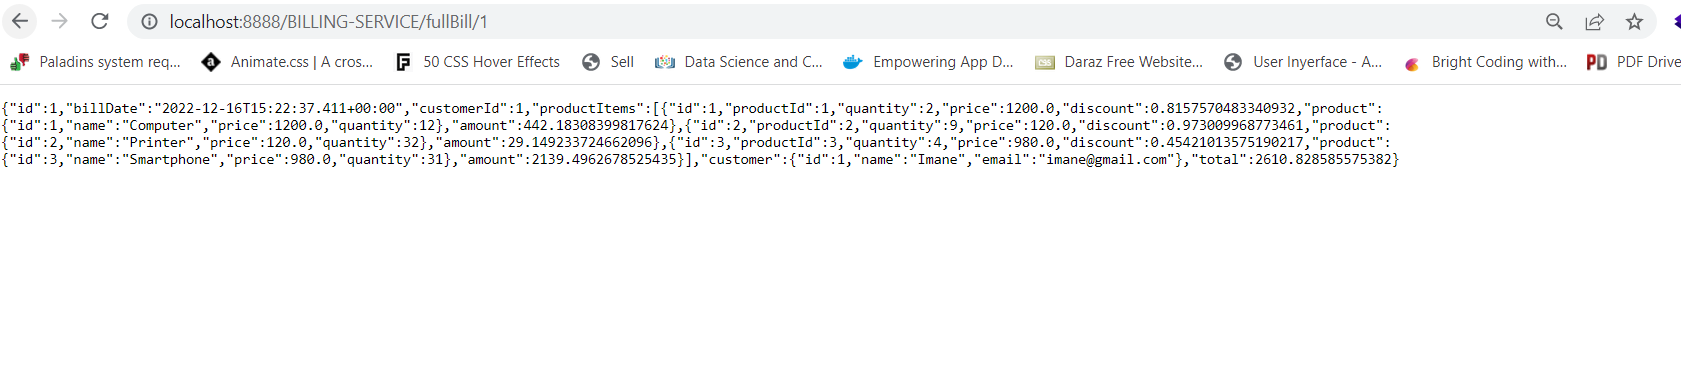 localhost:8888/BILLING-SERVICE/fullBill/1
Paladins system req... Animate.css | A cros... 50 CSS Hover Effects Sell Data Science and C... Empowering App D... Daraz Free Website... User Inyerface - A... Bright Coding with... PDF Drive
{"id":1,"billDate":"2022-12-16T15:22:37.411+00:00","customerId":1,"productItems":[{"id":1,"productId":1,"quantity":2,"price":1200.0,"discount":0.8157570483340932,"product":
{"id":1,"name":"Computer","price":1200.0,"quantity":12},"amount":442.18308399817624},{"id":2,"productId":2,"quantity":9,"price":120.0,"discount":0.973009968773461,"product":
{"id":2,"name":"Printer","price":120.0,"quantity":32},"amount":29.149233724662096},{"id":3,"productId":3,"quantity":4,"price":980.0,"discount":0.45421013575190217,"product":
{"id":3,"name":"Smartphone","price":980.0,"quantity":31},"amount":2139.4962678525435}],"customer":{"id":1,"name":"Imane","email":"imane@gmail.com"},"total":2610.828585575382}